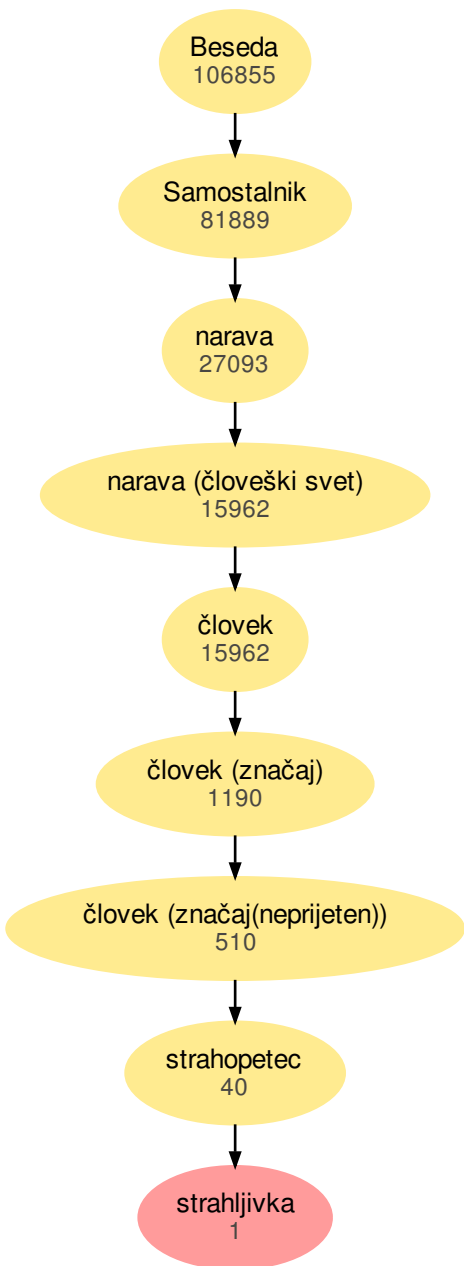 Beseda
106855
Samostalnik
81889
narava
27093
narava (človeški svet)
15962
človek
15962
človek (značaj)
1190
človek (značaj(neprijeten))
510
strahopetec
40
strahljivka
1